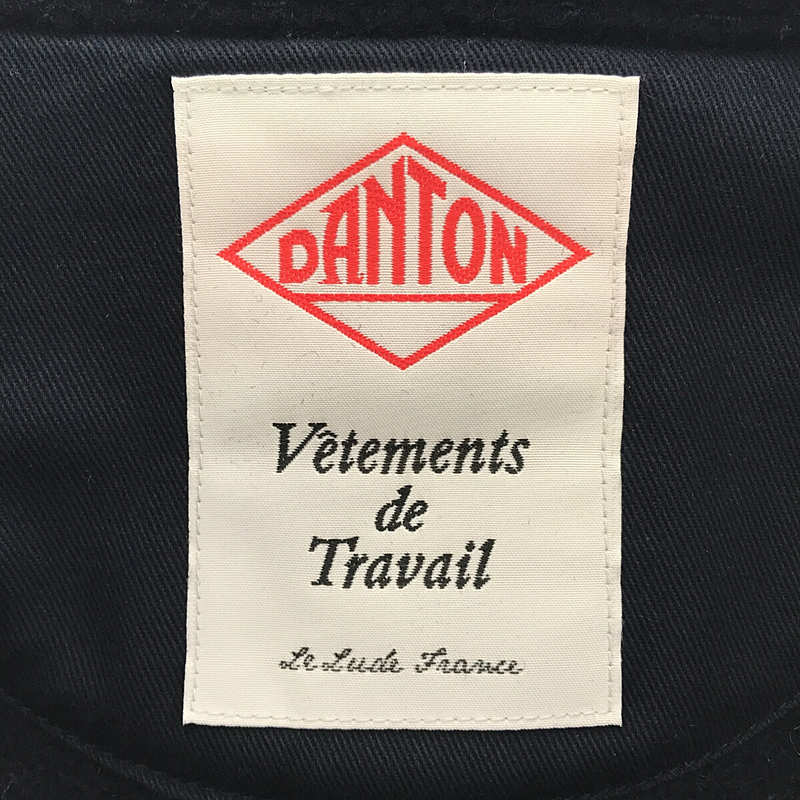 DANTON
Vêtements
de
Travail
Le Lude France